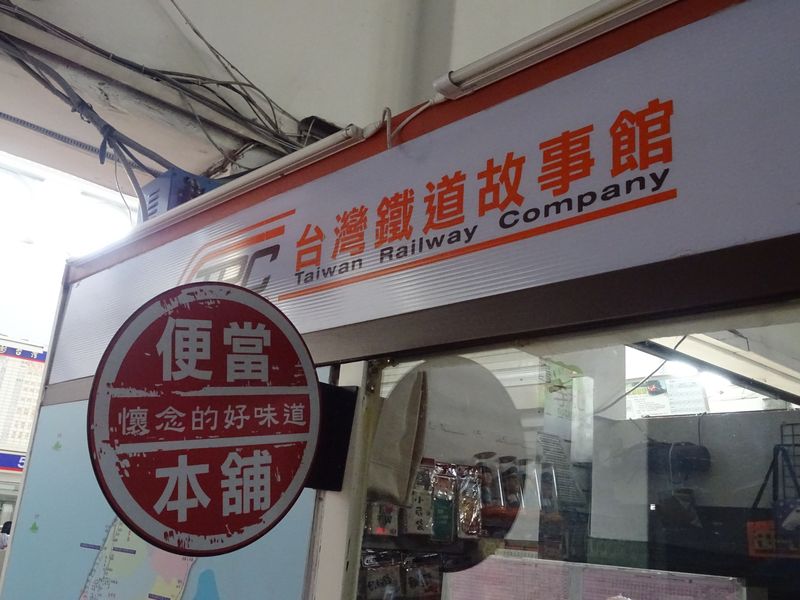 台灣鐵道故事館
Taiwan Railway Company
TRC
便當
懷念的好味道
本舖